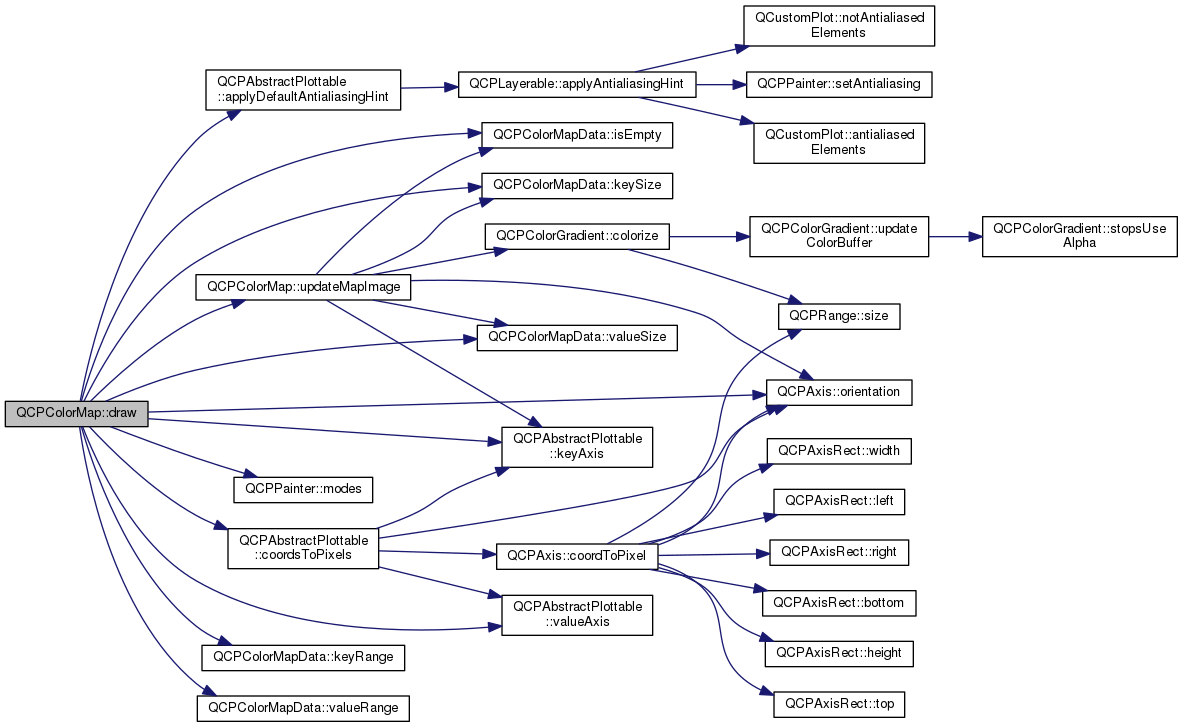 QCustomPlot::notAntialiased
Elements
QCPAbstractPlottable
::applyDefaultAntialiasingHint
QCPLayerable::applyAntialiasingHint
QCPPainter::setAntialiasing
QCustomPlot::antialiased
Elements
QCPColorMapData::isEmpty
QCPColorMapData::keySize
QCPColorGradient::colorize
QCPColorGradient::update
ColorBuffer
QCPColorGradient::stopsUse
Alpha
QCPColorMap::updateMapImage
QCPRange::size
QCPColorMapData::valueSize
QCPAxis::orientation
QCPColorMap::draw
QCPAbstractPlottable
::keyAxis
QCPAxisRect::width
QCPPainter::modes
QCPAxisRect::left
QCPAbstractPlottable
::coordsToPixels
QCPAxis::coordToPixel
QCPAxisRect::right
QCPAxisRect::bottom
QCPAbstractPlottable
::valueAxis
QCPColorMapData::keyRange
QCPAxisRect::height
QCPColorMapData::valueRange
QCPAxisRect::top